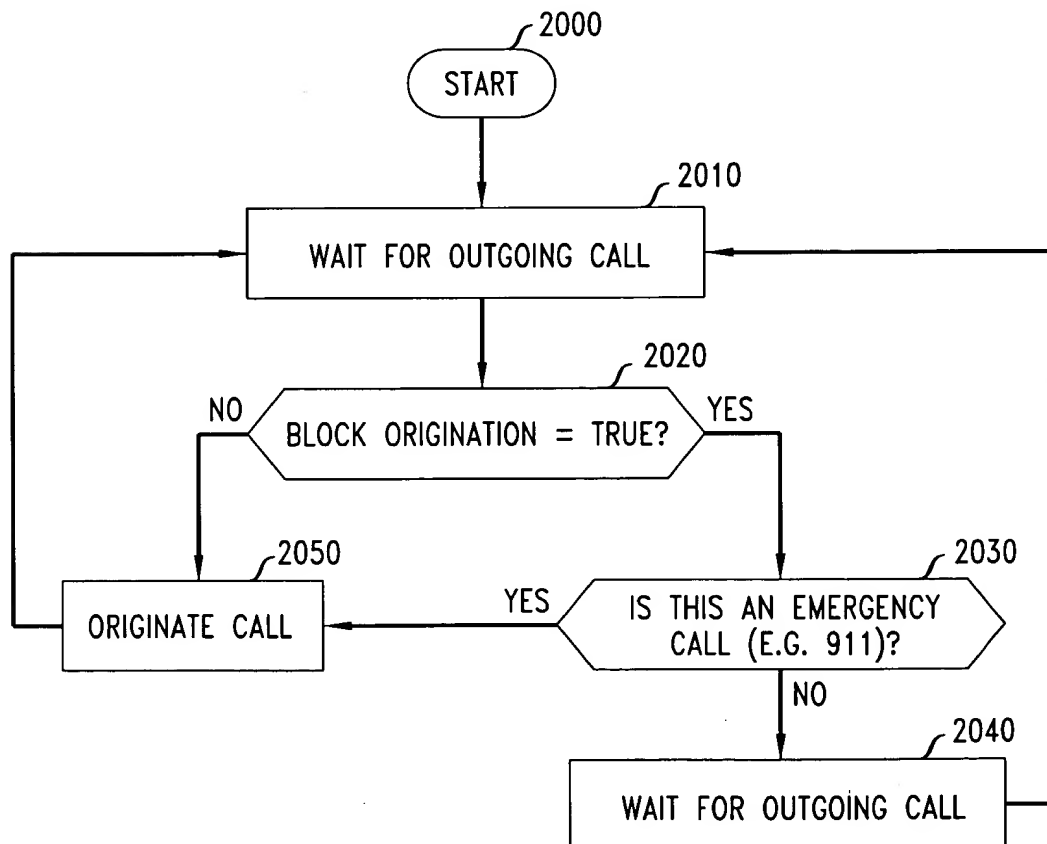 2000
START
2010
WAIT FOR OUTGOING CALL
2020
NO
BLOCK ORIGINATION = TRUE?
YES
2050
ORIGINATE CALL
YES
2030
IS THIS AN EMERGENCY
CALL (E.G. 911)?
NO
2040
WAIT FOR OUTGOING CALL